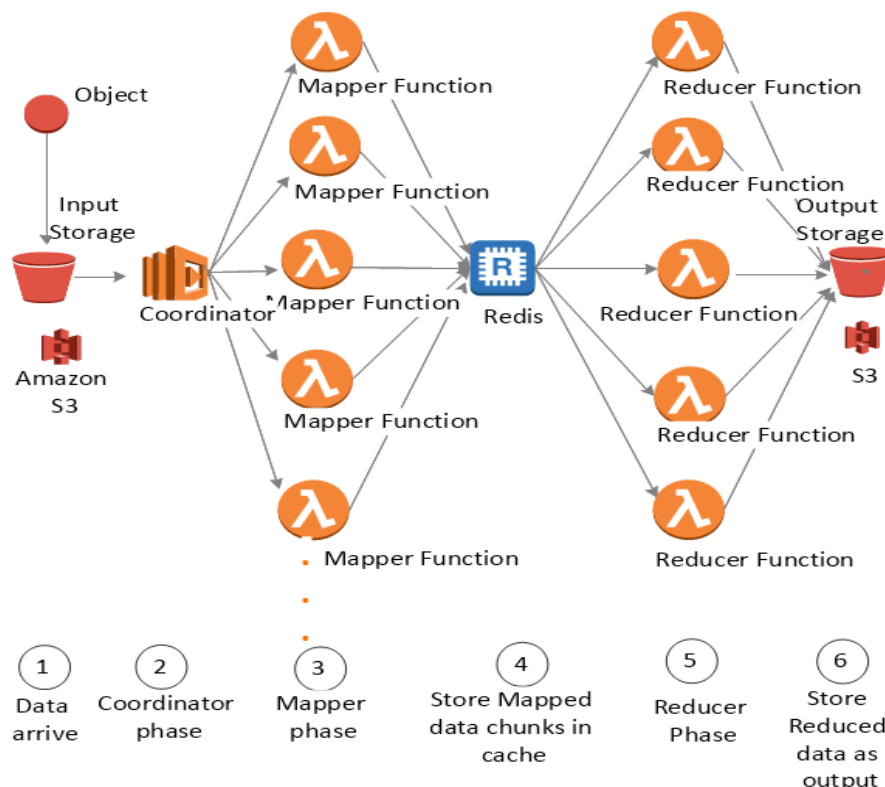 Object
Input
Storage
Amazon
S3
Coordinator
Mapper Function
Mapper Function
Mapper Function
Mapper Function
Mapper Function
R
Redis
Reducer Function
Reducer Function
Reducer Function
Reducer Function
Reducer Function
Output
Storage
S3
1
Data
arrive
2
Coordinator
phase
3
Mapper
phase
4
Store Mapped
data chunks in
cache
5
Reducer
Phase
6
Store
Reduced
data as
output